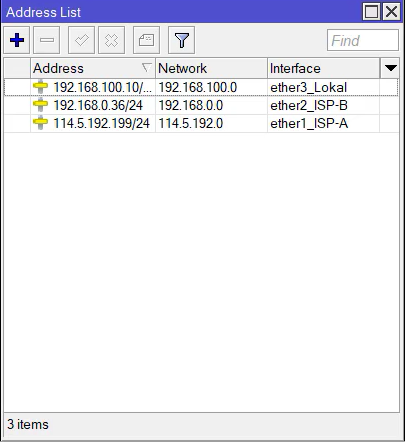 Address List
Find
Address Network Interface
192.168.100.10/... 192.168.100.0 ether3_Lokal
192.168.0.36/24 192.168.0.0 ether2_ISP-B
114.5.192.199/24 114.5.192.0 ether1_ISP-A
3 items